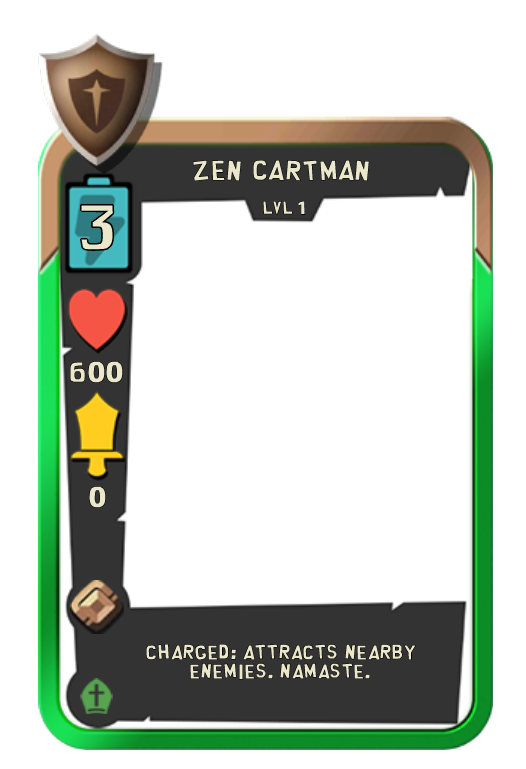 ZEN CARTMAN
LVL 1
3
600
0
CHARGED: ATTRACTS NEARBY
ENEMIES. NAMASTE.